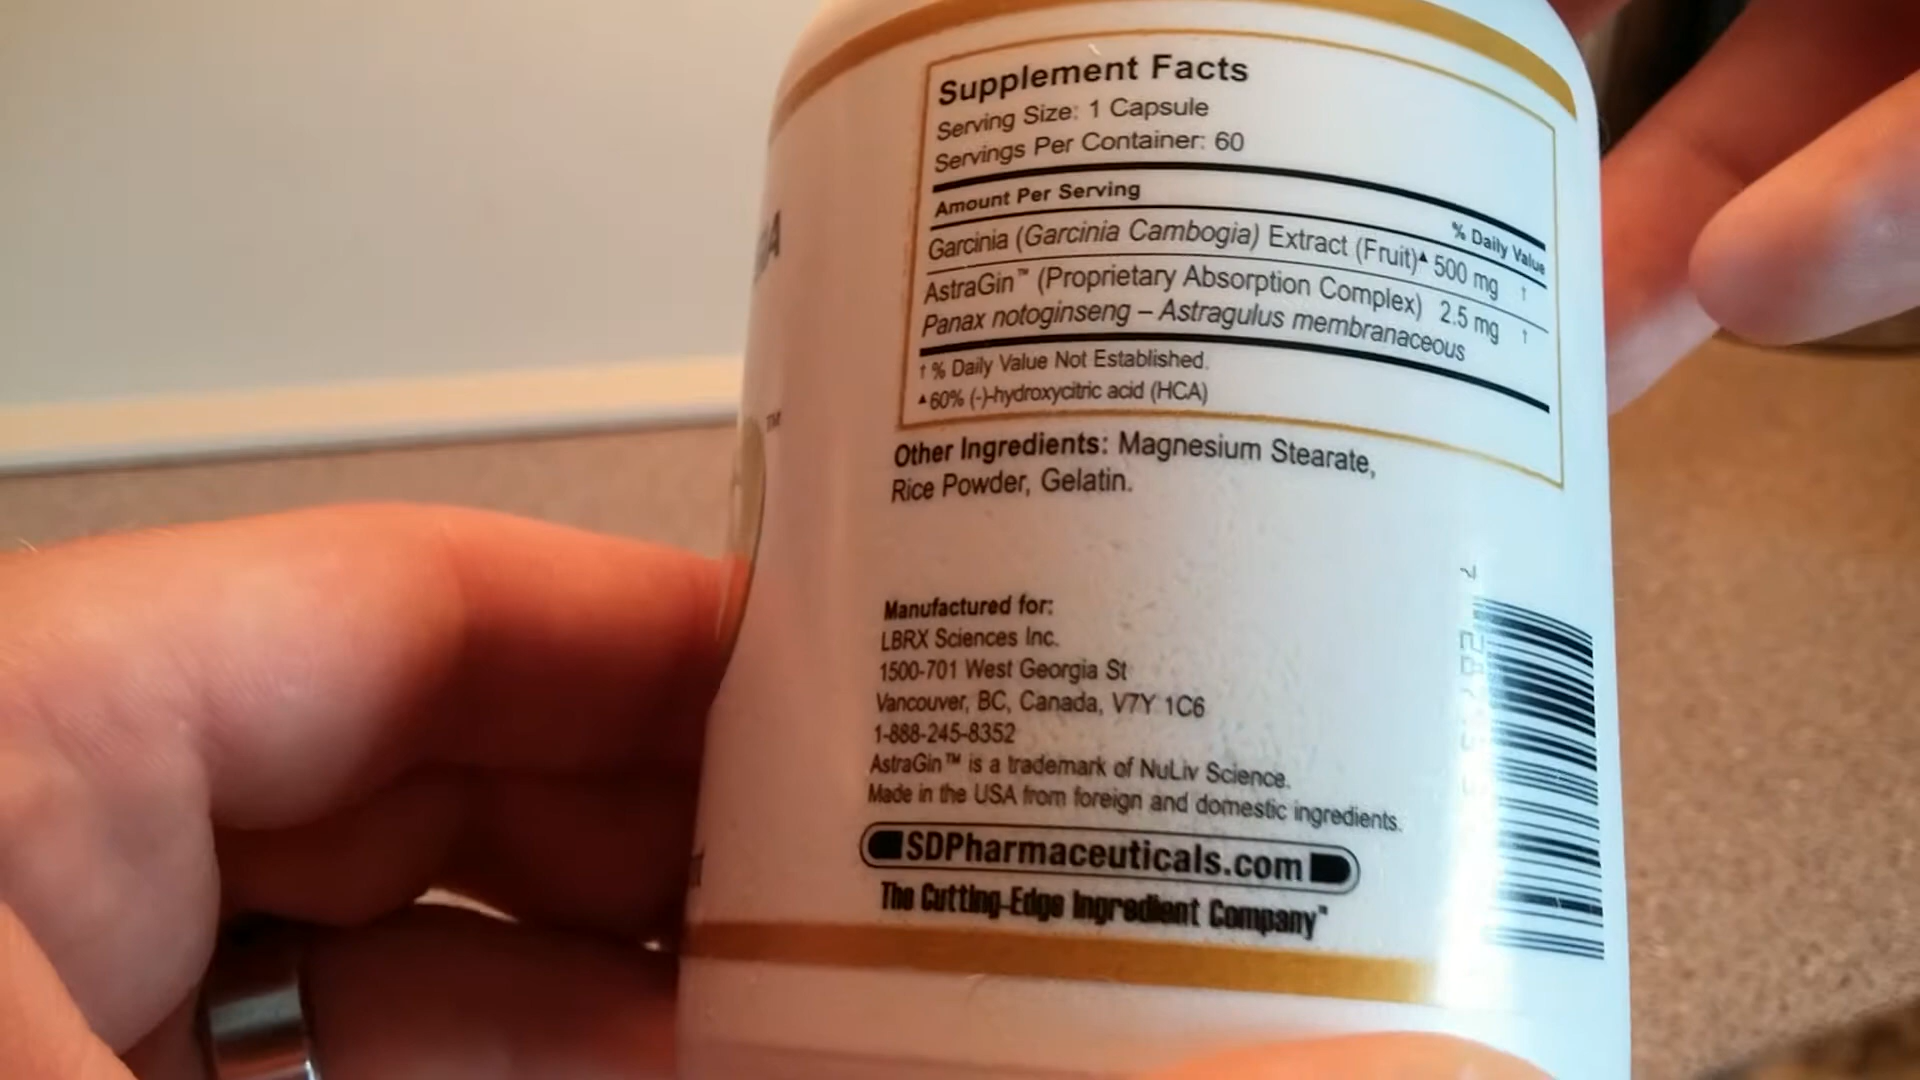 Supplement Facts
Serving Size: 1 Capsule
Servings Per Container: 60
Amount Per Serving
% Daily Value
Garcinia (Garcinia Cambogia) Extract (Fruit)▲ 500 mg †
AstraGin™ (Proprietary Absorption Complex) 2.5 mg †
Panax notoginseng – Astragulus membranaceous
† % Daily Value Not Established.
▲ 60% (-)-hydroxycitric acid (HCA)
Other Ingredients: Magnesium Stearate,
Rice Powder, Gelatin.
Manufactured for:
LBRX Sciences Inc.
1500-701 West Georgia St
Vancouver, BC, Canada, V7Y 1C6
1-888-245-8352
AstraGin™ is a trademark of NuLiv Science.
Made in the USA from foreign and domestic ingredients.
SDPharmaceuticals.com
The Cutting-Edge Ingredient Company™
TM